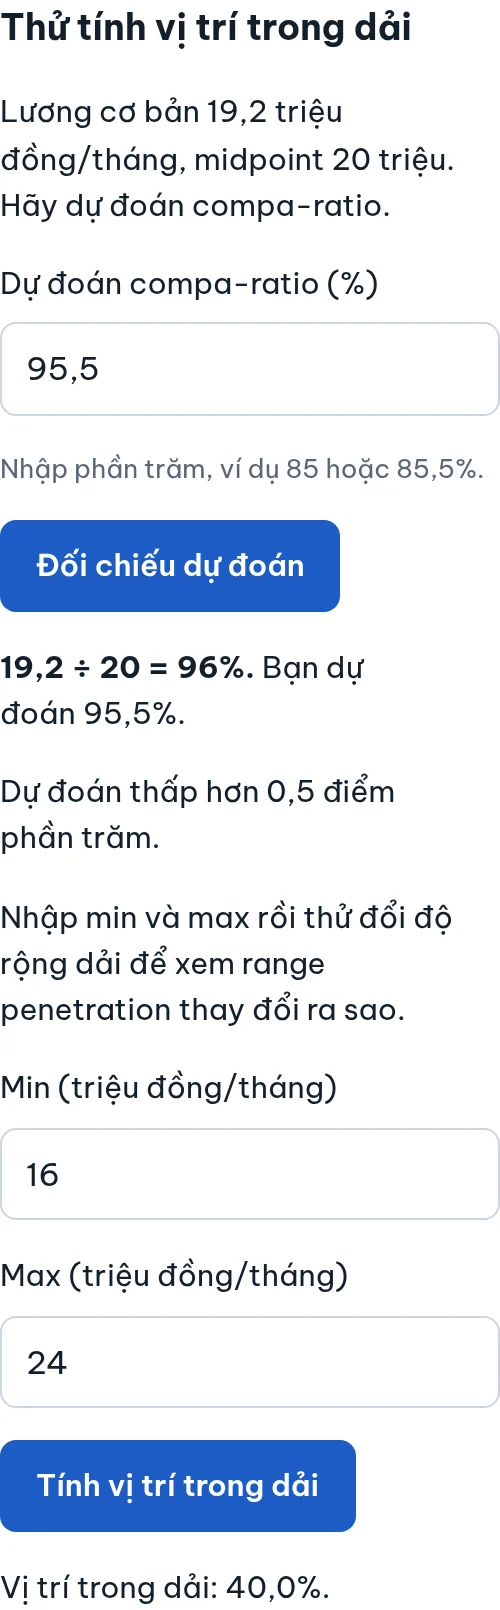 Thử tính vị trí trong dải
Lương cơ bản 19,2 triệu
đồng/tháng, midpoint 20 triệu.
Hãy dự đoán compa-ratio.
Dự đoán compa-ratio (%)
95,5
Nhập phần trăm, ví dụ 85 hoặc 85,5%.
Đối chiếu dự đoán
19,2 ÷ 20 = 96%. Bạn dự
đoán 95,5%.
Dự đoán thấp hơn 0,5 điểm
phần trăm.
Nhập min và max rồi thử đổi độ
rộng dải để xem range
penetration thay đổi ra sao.
Min (triệu đồng/tháng)
16
Max (triệu đồng/tháng)
24
Tính vị trí trong dải
Vị trí trong dải: 40,0%.